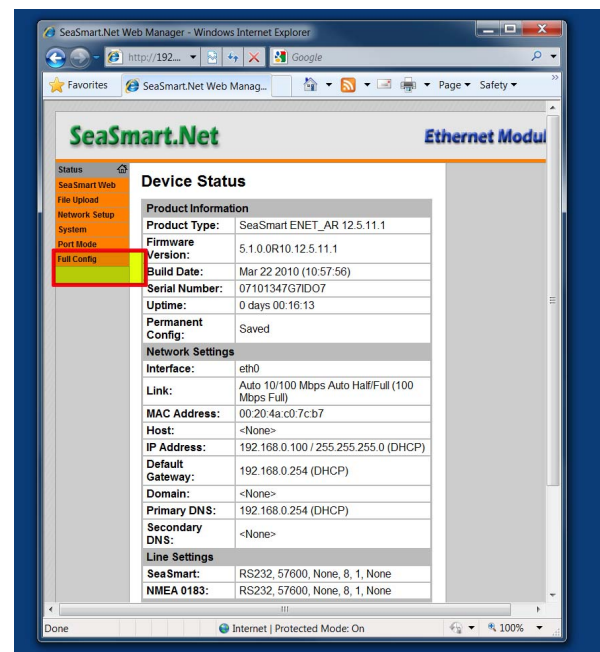 SeaSmart.Net Web Manager - Windows Internet Explorer
http://192...
Google
Favorites
SeaSmart.Net Web Manag...
Page
Safety
»
SeaSmart.Net
Ethernet Modul
Status
SeaSmart Web
File Upload
Network Setup
System
Port Mode
Full Config
Device Status
Product Information
Product Type: SeaSmart ENET_AR 12.5.11.1
Firmware
Version: 5.1.0.0R10.12.5.11.1
Build Date: Mar 22 2010 (10:57:56)
Serial Number: 07101347G7IDO7
Uptime: 0 days 00:16:13
Permanent
Config: Saved
Network Settings
Interface: eth0
Link: Auto 10/100 Mbps Auto Half/Full (100
Mbps Full)
MAC Address: 00:20:4a:c0:7c:b7
Host: <None>
IP Address: 192.168.0.100 / 255.255.255.0 (DHCP)
Default
Gateway: 192.168.0.254 (DHCP)
Domain: <None>
Primary DNS: 192.168.0.254 (DHCP)
Secondary
DNS: <None>
Line Settings
SeaSmart: RS232, 57600, None, 8, 1, None
NMEA 0183: RS232, 57600, None, 8, 1, None
Done
Internet | Protected Mode: On
100%